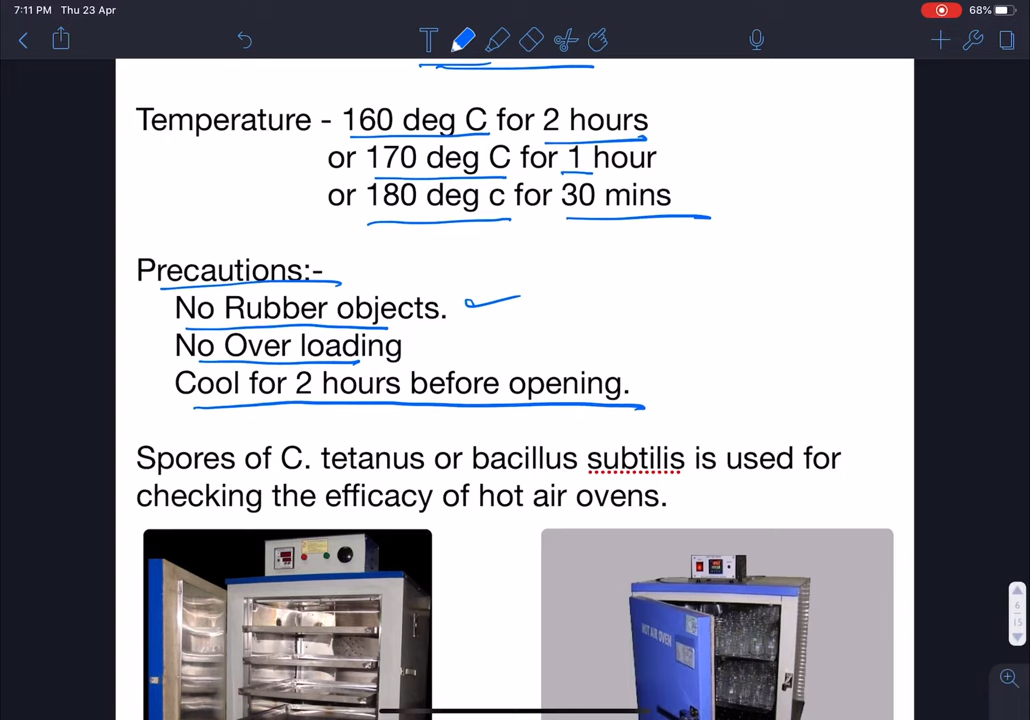 7:11 PM Thu 23 Apr
68%
T
Temperature - 160 deg C for 2 hours
or 170 deg C for 1 hour
or 180 deg c for 30 mins
Precautions:-
No Rubber objects.
No Over loading
Cool for 2 hours before opening.
Spores of C. tetanus or bacillus subtilis is used for
checking the efficacy of hot air ovens.
HOT AIR OVEN
6
15